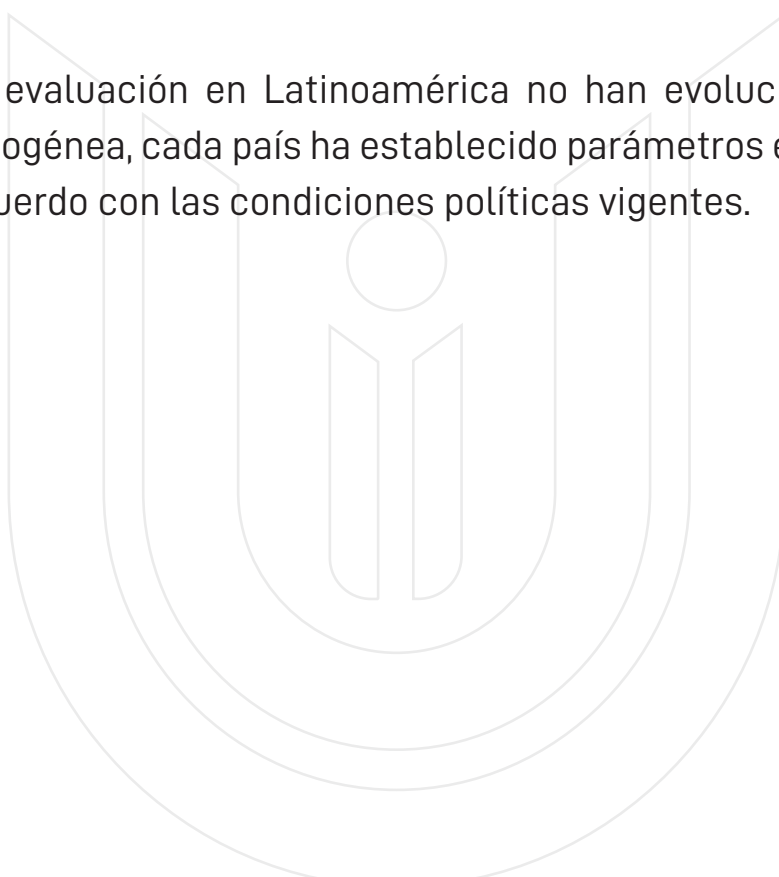 evaluación en Latinoamérica no han evoluc
ogénea, cada país ha establecido parámetros e
uerdo con las condiciones políticas vigentes.